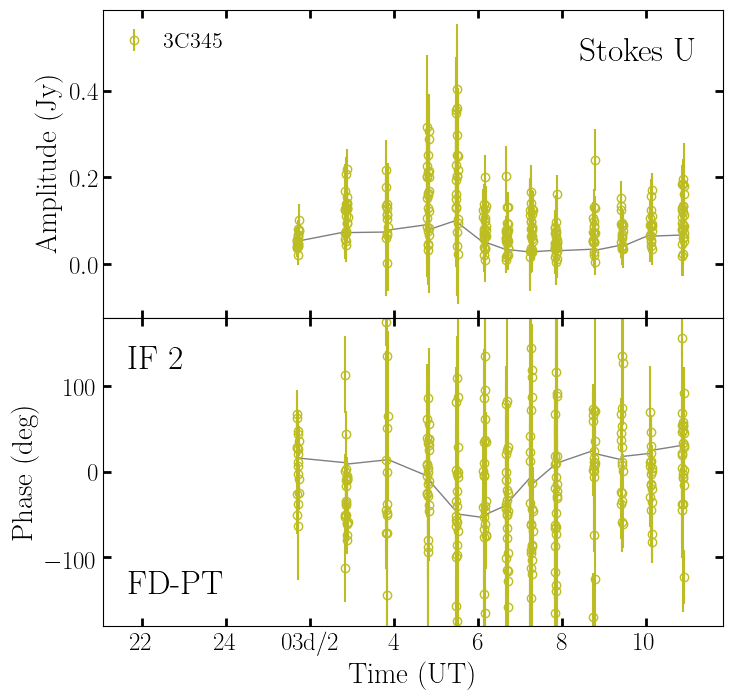 3C345
Stokes U
Amplitude (Jy)
0.4
0.2
0.0
IF 2
Phase (deg)
100
0
−100
FD-PT
22 24 03d/2 4 6 8 10
Time (UT)